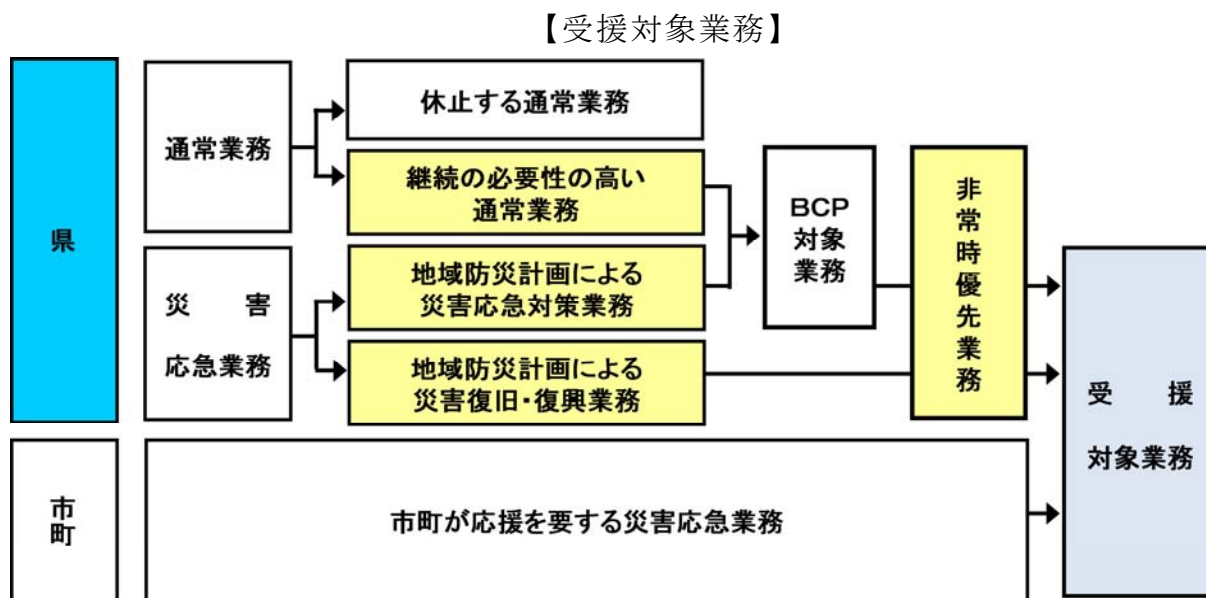 【受援対象業務】
県
通常業務
休止する通常業務
継続の必要性の高い
通常業務
災　害
応急業務
地域防災計画による
災害応急対策業務
地域防災計画による
災害復旧・復興業務
BCP
対象
業務
非常時優先業務
受　援
対象業務
市町
市町が応援を要する災害応急業務